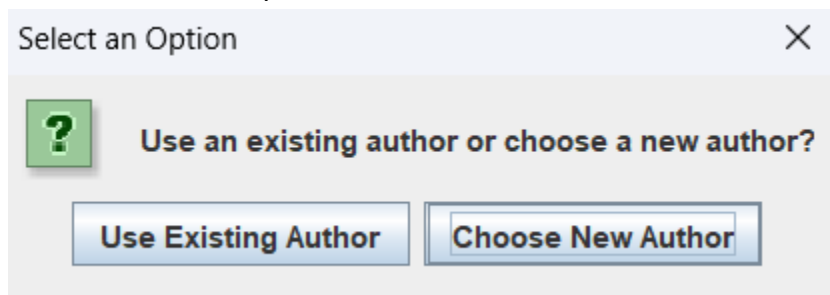 Select an Option
Use an existing author or choose a new author?
Use Existing Author
Choose New Author